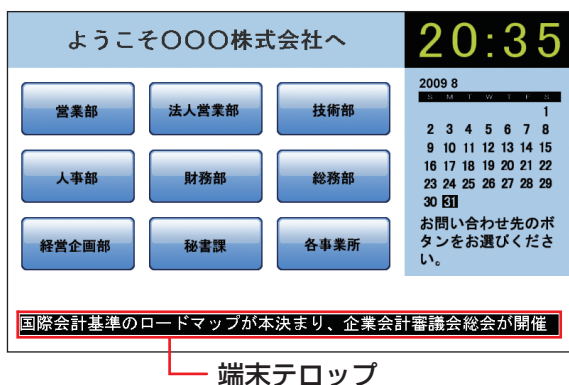 ようこそ〇〇〇株式会社へ
20:35
営業部
法人営業部
技術部
人事部
財務部
総務部
経営企画部
秘書課
各事業所
2009 8
S M T W T F S
1
2 3 4 5 6 7 8
9 10 11 12 13 14 15
16 17 18 19 20 21 22
23 24 25 26 27 28 29
30 31
お問い合わせ先のボ
タンをお選びくださ
い。
国際会計基準のロードマップが本決まり、企業会計審議会総会が開催
端末テロップ